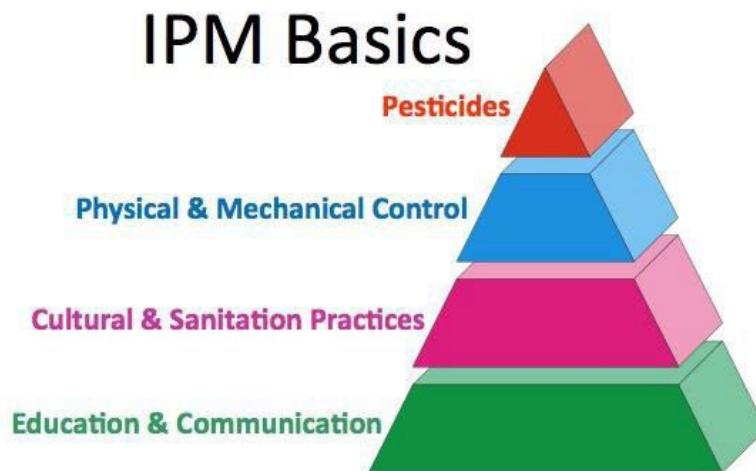 IPM Basics
Pesticides
Physical & Mechanical Control
Cultural & Sanitation Practices
Education & Communication